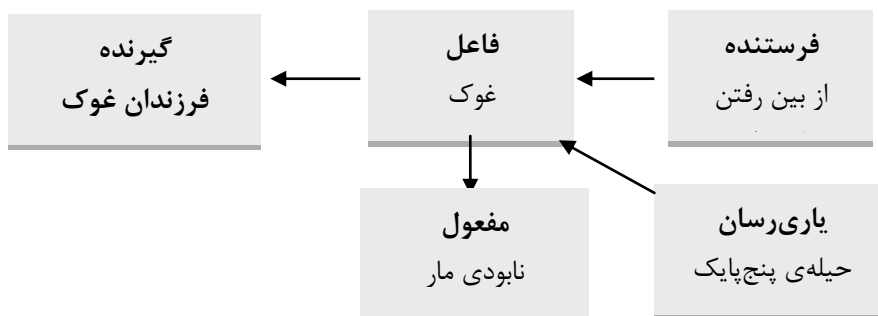 فرستنده
از بین رفتن
فاعل
غوک
گیرنده
فرزندان غوک
یاری‌رسان
حیله‌ی پنج‌پایک
مفعول
نابودی مار